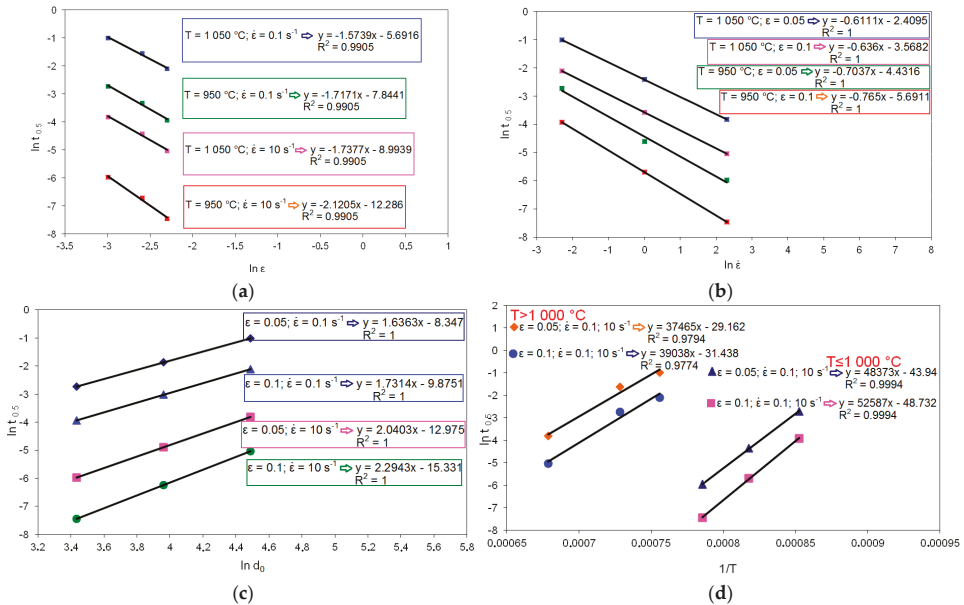 T = 1 050 °C; ε̇ = 0.1 s⁻¹ ⇨ y = -1.5739x - 5.6916
R² = 0.9905
T = 950 °C; ε̇ = 0.1 s⁻¹ ⇨ y = -1.7171x - 7.8441
R² = 0.9905
T = 1 050 °C; ε̇ = 10 s⁻¹ ⇨ y = -1.7377x - 8.9939
R² = 0.9905
T = 950 °C; ε̇ = 10 s⁻¹ ⇨ y = -2.1205x - 12.286
R² = 0.9905
ln t 0.5
0
-1
-2
-3
-4
-5
-6
-7
-8
-3.5 -3 -2.5 -2 -1.5 -1 -0.5 0 0.5 1
ln ε
(a)
T = 1 050 °C; ε = 0.05 ⇨ y = -0.6111x - 2.4095
R² = 1
T = 1 050 °C; ε = 0.1 ⇨ y = -0.636x - 3.5682
R² = 1
T = 950 °C; ε = 0.05 ⇨ y = -0.7037x - 4.4316
R² = 1
T = 950 °C; ε = 0.1 ⇨ y = -0.765x - 5.6911
R² = 1
ln t 0.5
0
-1
-2
-3
-4
-5
-6
-7
-8
-3 -2 -1 0 1 2 3 4 5 6 7 8
ln ε̇
(b)
ε = 0.05; ε̇ = 0.1 s⁻¹ ⇨ y = 1.6363x - 8.347
R² = 1
ε = 0.1; ε̇ = 0.1 s⁻¹ ⇨ y = 1.7314x - 9.8751
R² = 1
ε = 0.05; ε̇ = 10 s⁻¹ ⇨ y = 2.0403x - 12.975
R² = 1
ε = 0.1; ε̇ = 10 s⁻¹ ⇨ y = 2.2943x - 15.331
R² = 1
ln t 0.5
0
-1
-2
-3
-4
-5
-6
-7
-8
3.2 3.4 3.6 3.8 4 4.2 4.4 4.6 4.8 5 5.2 5.4 5.6 5.8
ln d₀
(c)
T>1 000 °C
ε = 0.05; ε̇ = 0.1; 10 s⁻¹ ⇨ y = 37465x - 29.162
R² = 0.9794
ε = 0.1; ε̇ = 0.1; 10 s⁻¹ ⇨ y = 39038x - 31.438
R² = 0.9774
T≤1 000 °C
ε = 0.05; ε̇ = 0.1; 10 s⁻¹ ⇨ y = 48373x - 43.94
R² = 0.9994
ε = 0.1; ε̇ = 0.1; 10 s⁻¹ ⇨ y = 52587x - 48.732
R² = 0.9994
ln t 0.5
2
1
0
-1
-2
-3
-4
-5
-6
-7
-8
0.00065 0.0007 0.00075 0.0008 0.00085 0.0009 0.00095
1/T
(d)